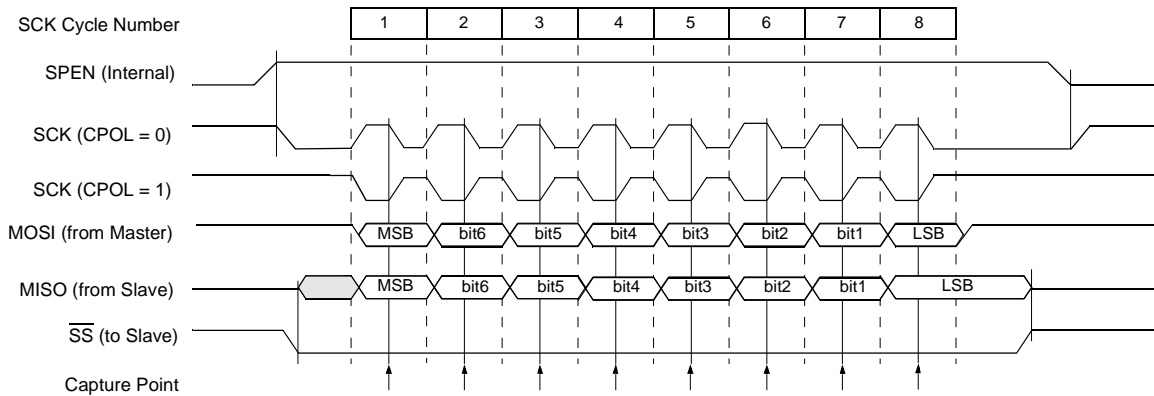 SCK Cycle Number 1 2 3 4 5 6 7 8
SPEN (Internal)
SCK (CPOL = 0)
SCK (CPOL = 1)
MOSI (from Master) MSB bit6 bit5 bit4 bit3 bit2 bit1 LSB
MISO (from Slave) MSB bit6 bit5 bit4 bit3 bit2 bit1 LSB
SS (to Slave)
Capture Point